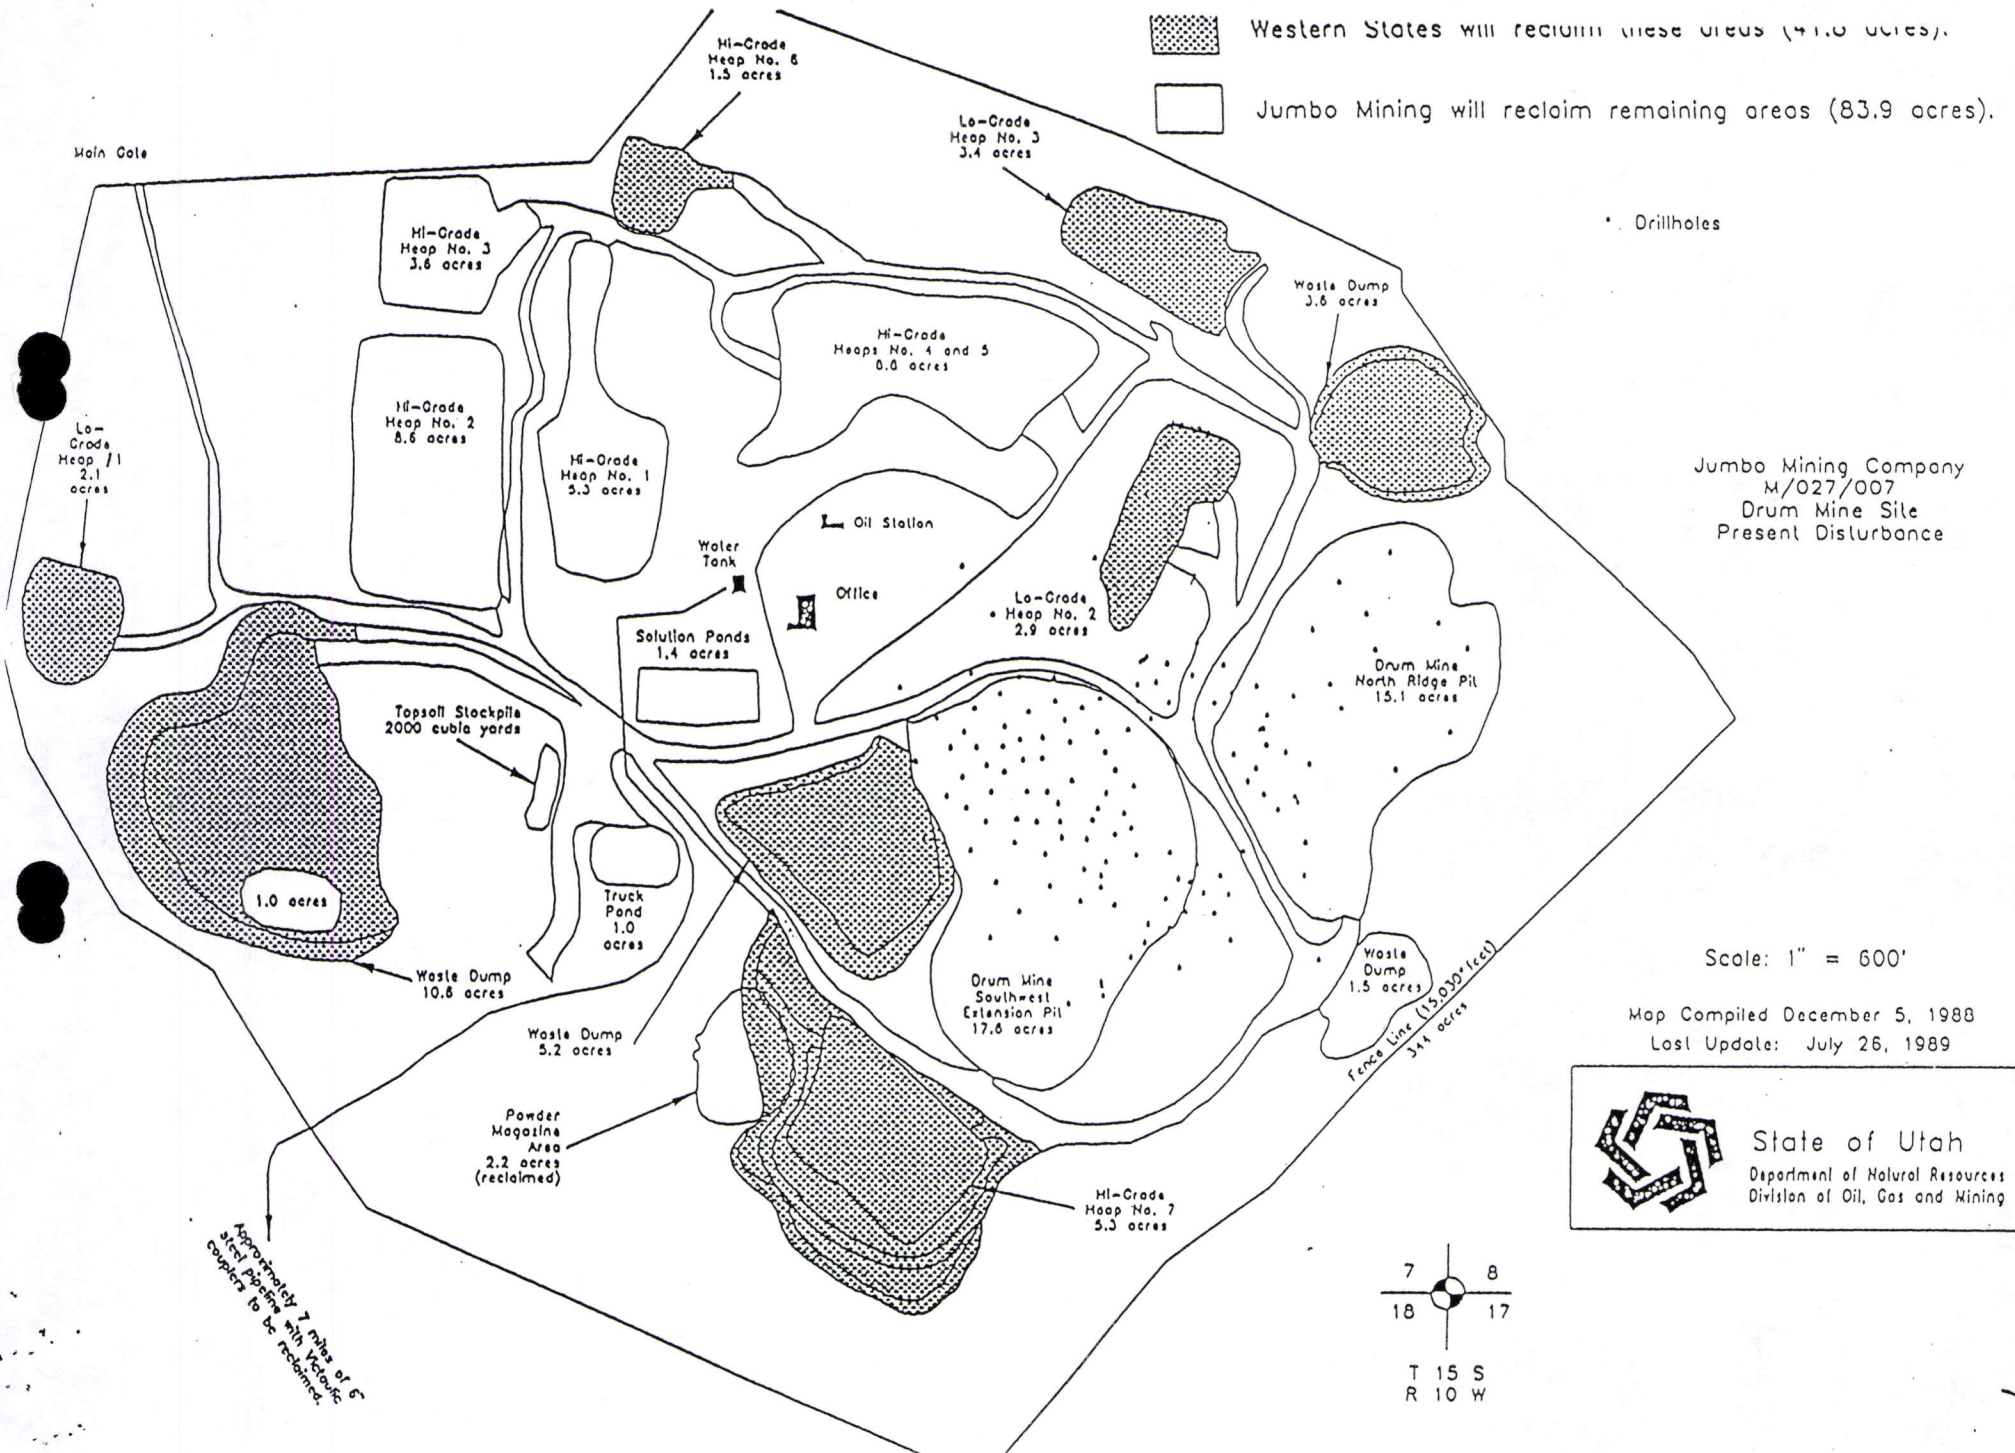 Western States will reclaim these areas (41.6 acres).
Jumbo Mining will reclaim remaining areas (83.9 acres).
Drillholes
Main Gate
Hi-Grade
Heap No. 6
1.5 acres
Lo-Grade
Heap No. 3
3.4 acres
Hi-Grade
Heap No. 3
3.6 acres
Waste Dump
3.6 acres
Hi-Grade
Heaps No. 4 and 5
8.8 acres
Hi-Grade
Heap No. 2
8.6 acres
Lo-
Grade
Heap #1
2.1
acres
Hi-Grade
Heap No. 1
5.3 acres
Jumbo Mining Company
M/027/007
Drum Mine Site
Present Disturbance
Oil Station
Water
Tank
Office
Lo-Grade
Heap No. 2
2.9 acres
Solution Ponds
1.4 acres
Drum Mine
North Ridge Pit
15.1 acres
Topsoil Stockpile
2000 cubic yards
1.0 acres
Truck
Pond
1.0
acres
Waste Dump
10.6 acres
Waste Dump
5.2 acres
Drum Mine
Southwest
Extension Pit
17.6 acres
Waste
Dump
1.5 acres
Fence Line (15,030' feet)
344 acres
Scale: 1" = 600'
Map Compiled December 5, 1988
Last Update: July 26, 1989
Powder
Magazine
Area
2.2 acres
(reclaimed)
Hi-Grade
Heap No. 7
5.3 acres
State of Utah
Department of Natural Resources
Division of Oil, Gas and Mining
Approximately 7 miles of 6"
steel pipeline with Victaulic
couplers to be reclaimed.
7 8
18 17
T 15 S
R 10 W